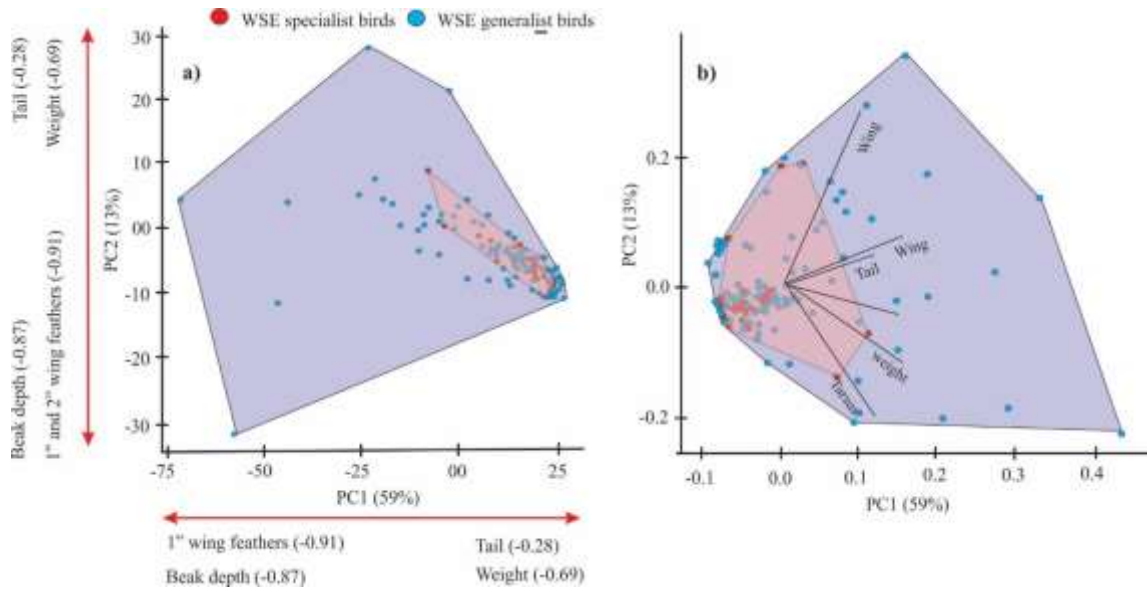 WSE specialist birds WSE generalist birds
a)
b)
Tail (-0.28)
Weight (-0.69)
Beak depth (-0.87)
1” and 2” wing feathers (-0.91)
PC2 (13%)
30
20
10
00
-10
-20
-30
-75 -50 -25 00 25
PC1 (59%)
1” wing feathers (-0.91) Tail (-0.28)
Beak depth (-0.87) Weight (-0.69)
PC2 (13%)
0.2
0.0
-0.2
Wing
Wing
Tail
weight
Tarsus
-0.1 0.0 0.1 0.2 0.3 0.4
PC1 (59%)